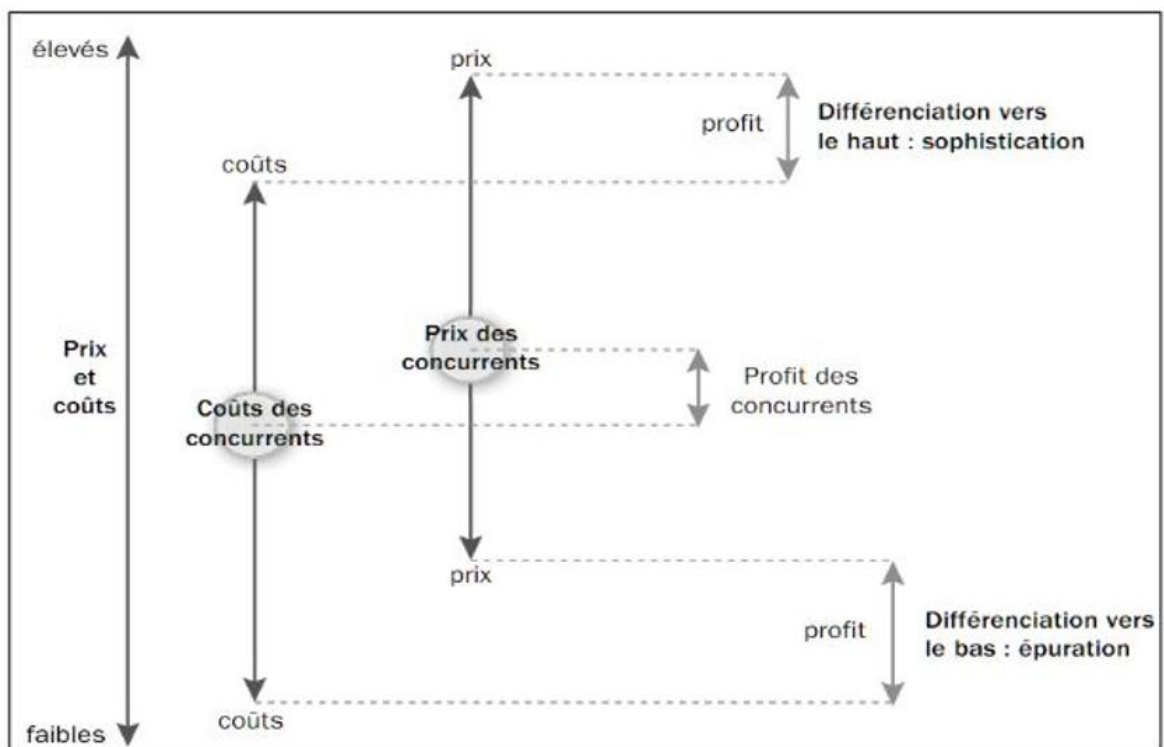 élevés
prix
profit
Différenciation vers
le haut : sophistication
coûts
Prix
et
coûts
Prix des
concurrents
Profit des
concurrents
Coûts des
concurrents
prix
profit
Différenciation vers
le bas : épuration
coûts
faibles